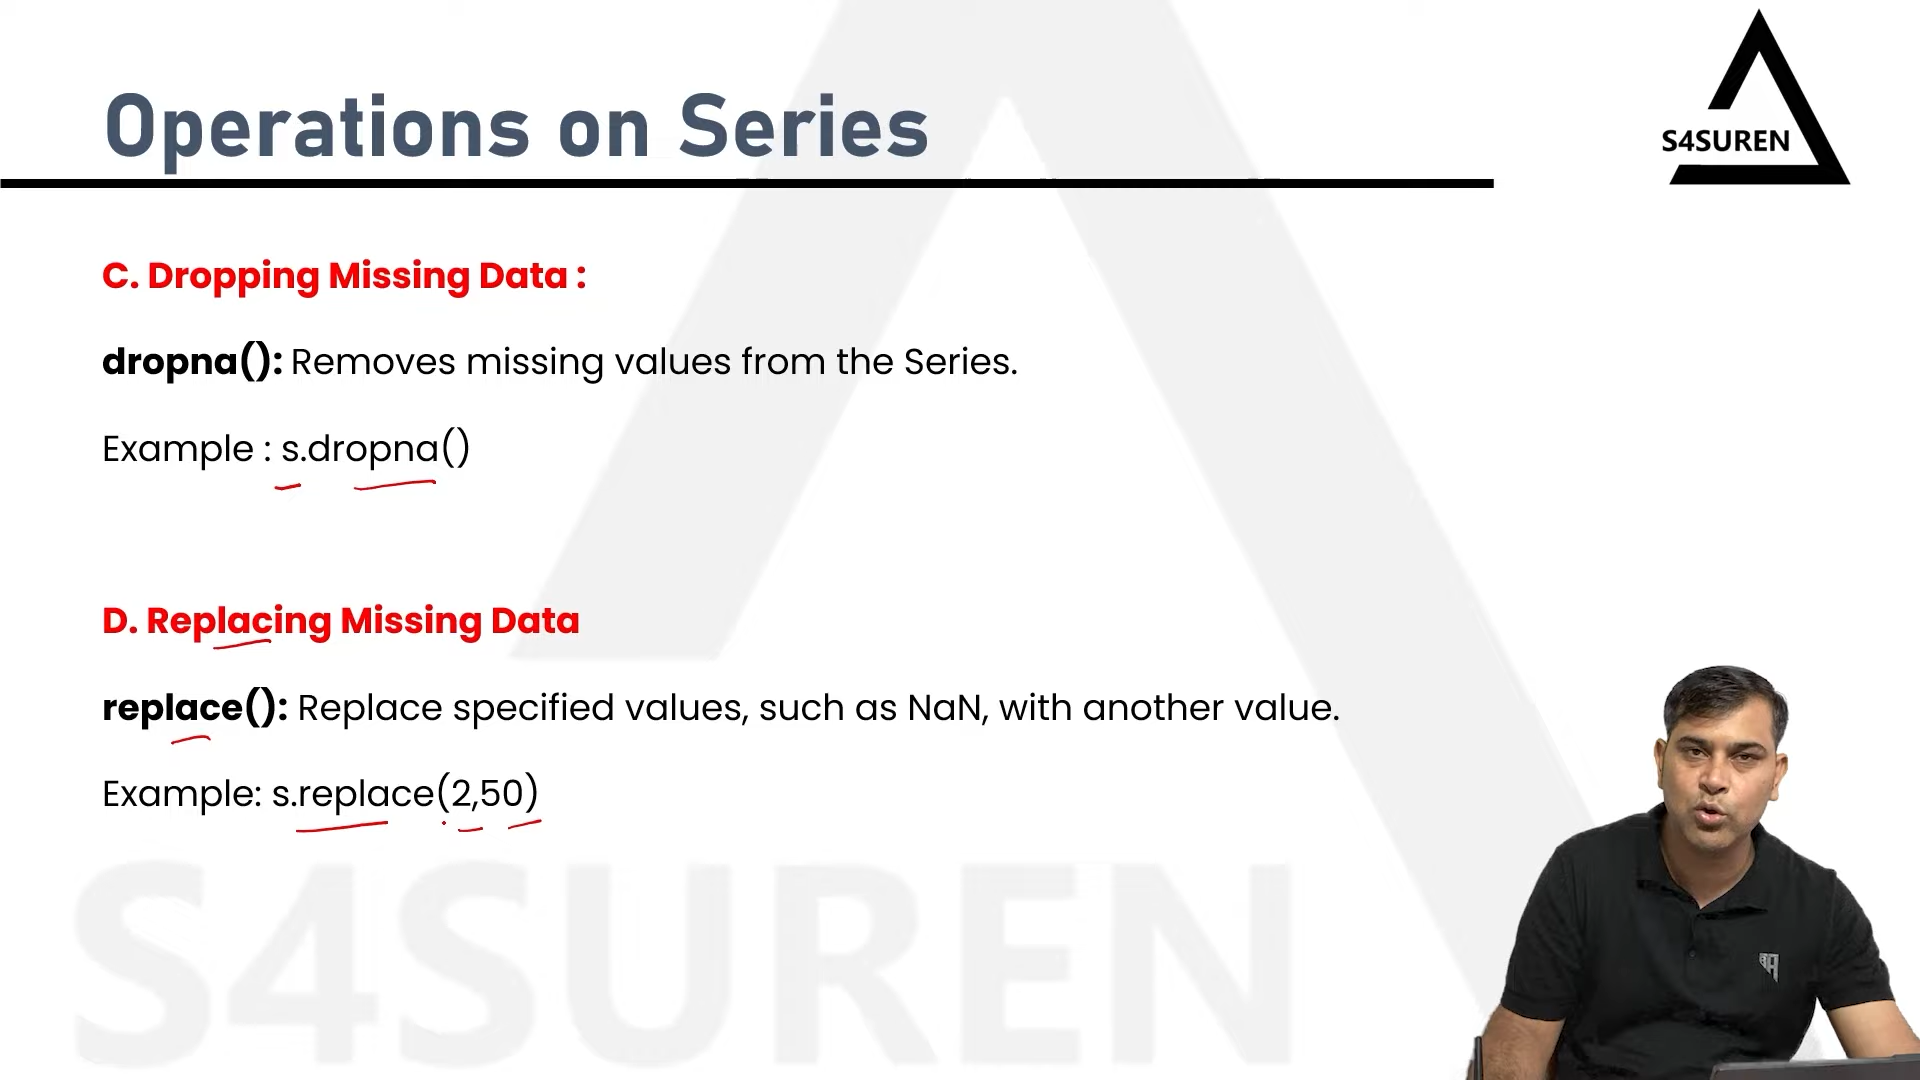 Operations on Series
S4SUREN
C. Dropping Missing Data :
dropna(): Removes missing values from the Series.
Example : s.dropna()
D. Replacing Missing Data
replace(): Replace specified values, such as NaN, with another value.
Example: s.replace(2,50)
S4SUREN